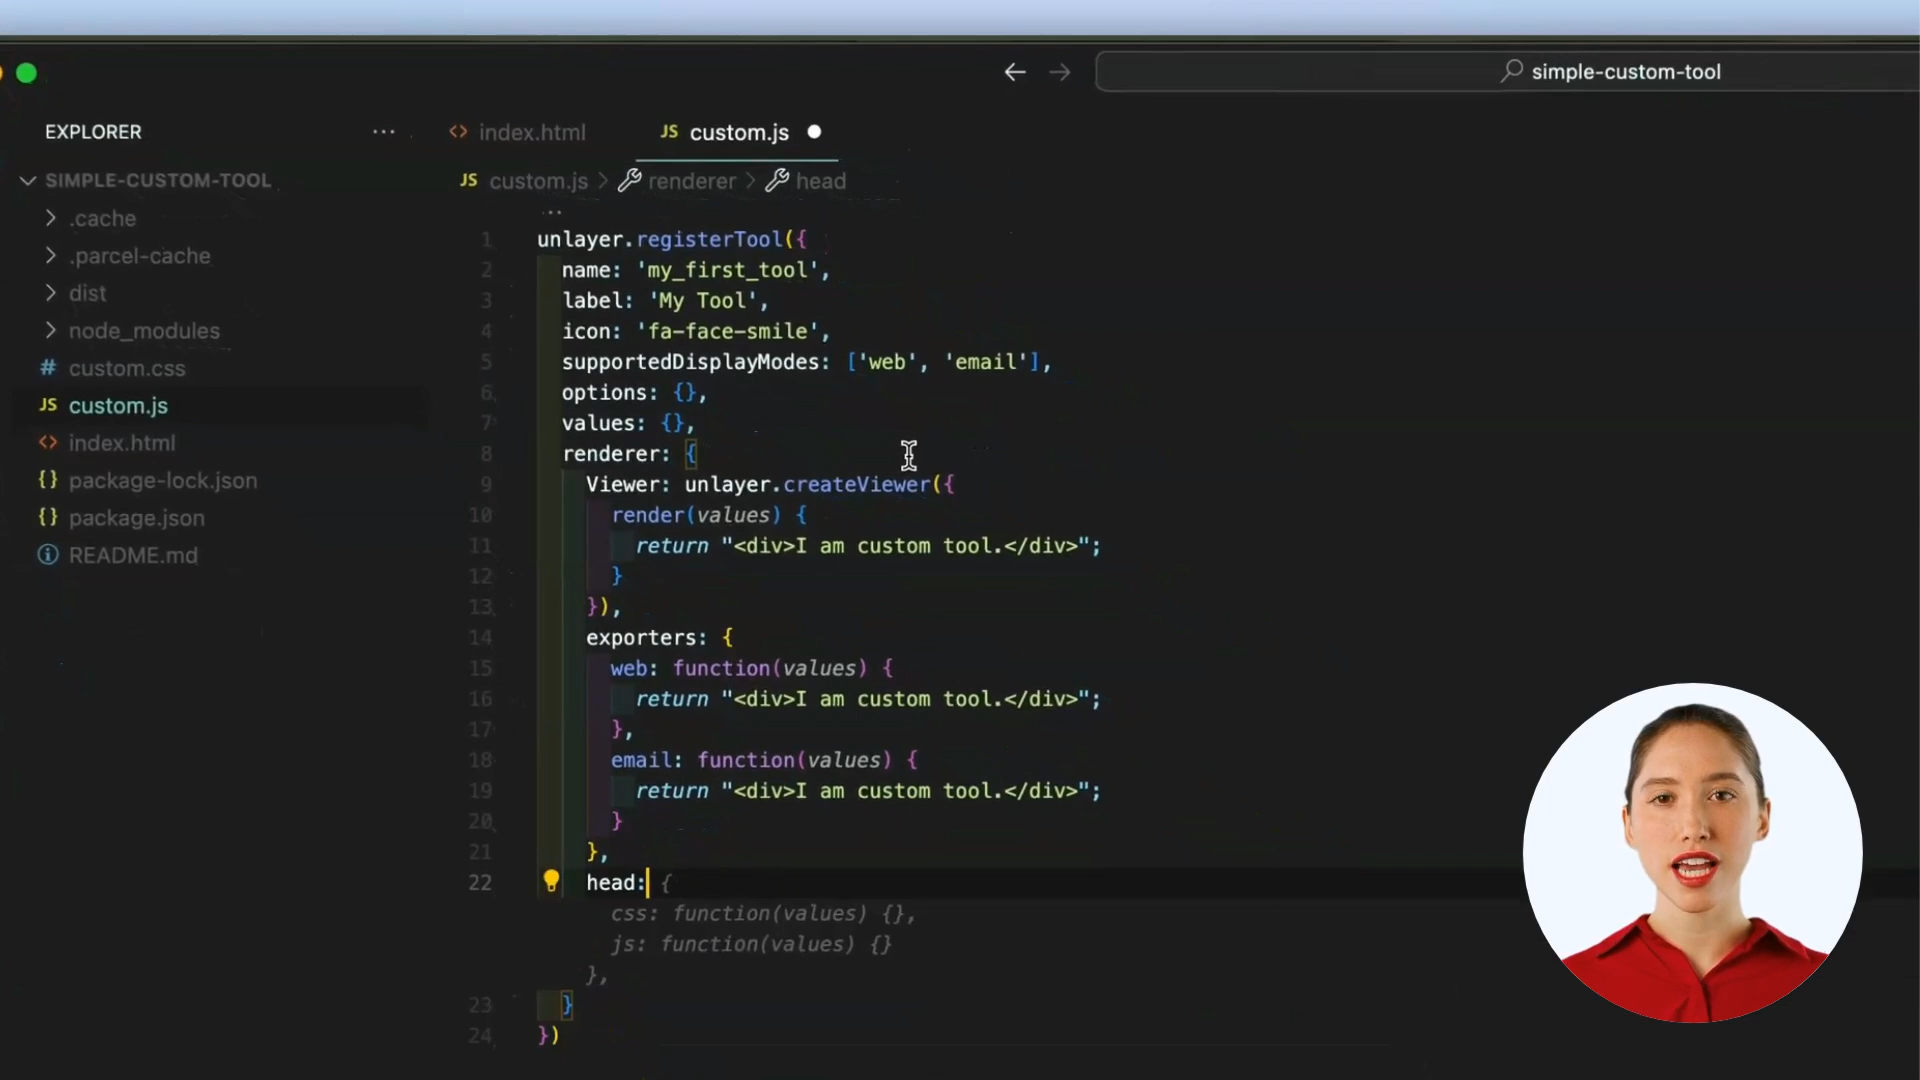 simple-custom-tool
EXPLORER
index.html
JS custom.js
SIMPLE-CUSTOM-TOOL
JS custom.js > renderer > head
.cache
.parcel-cache
dist
node_modules
# custom.css
JS custom.js
<> index.html
{} package-lock.json
{} package.json
README.md
1 unlayer.registerTool({
2 name: 'my_first_tool',
3 label: 'My Tool',
4 icon: 'fa-face-smile',
5 supportedDisplayModes: ['web', 'email'],
6 options: {},
7 values: {},
8 renderer: {
9 Viewer: unlayer.createViewer({
10 render(values) {
11 return "<div>I am custom tool.</div>";
12 }
13 }),
14 exporters: {
15 web: function(values) {
16 return "<div>I am custom tool.</div>";
17 },
18 email: function(values) {
19 return "<div>I am custom tool.</div>";
20 }
21 },
22 head: {
css: function(values) {},
js: function(values) {}
},
23 }
24 })